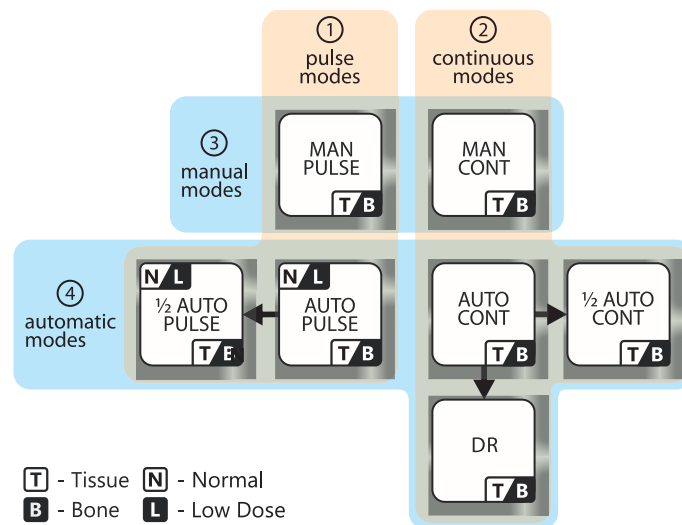 1
pulse
modes
2
continuous
modes
3
manual
modes
MAN
PULSE
T/B
MAN
CONT
T/B
4
automatic
modes
N/L
½ AUTO
PULSE
T/B
N/L
AUTO
PULSE
T/B
AUTO
CONT
T/B
½ AUTO
CONT
T/B
DR
T/B
T - Tissue N - Normal
B - Bone L - Low Dose